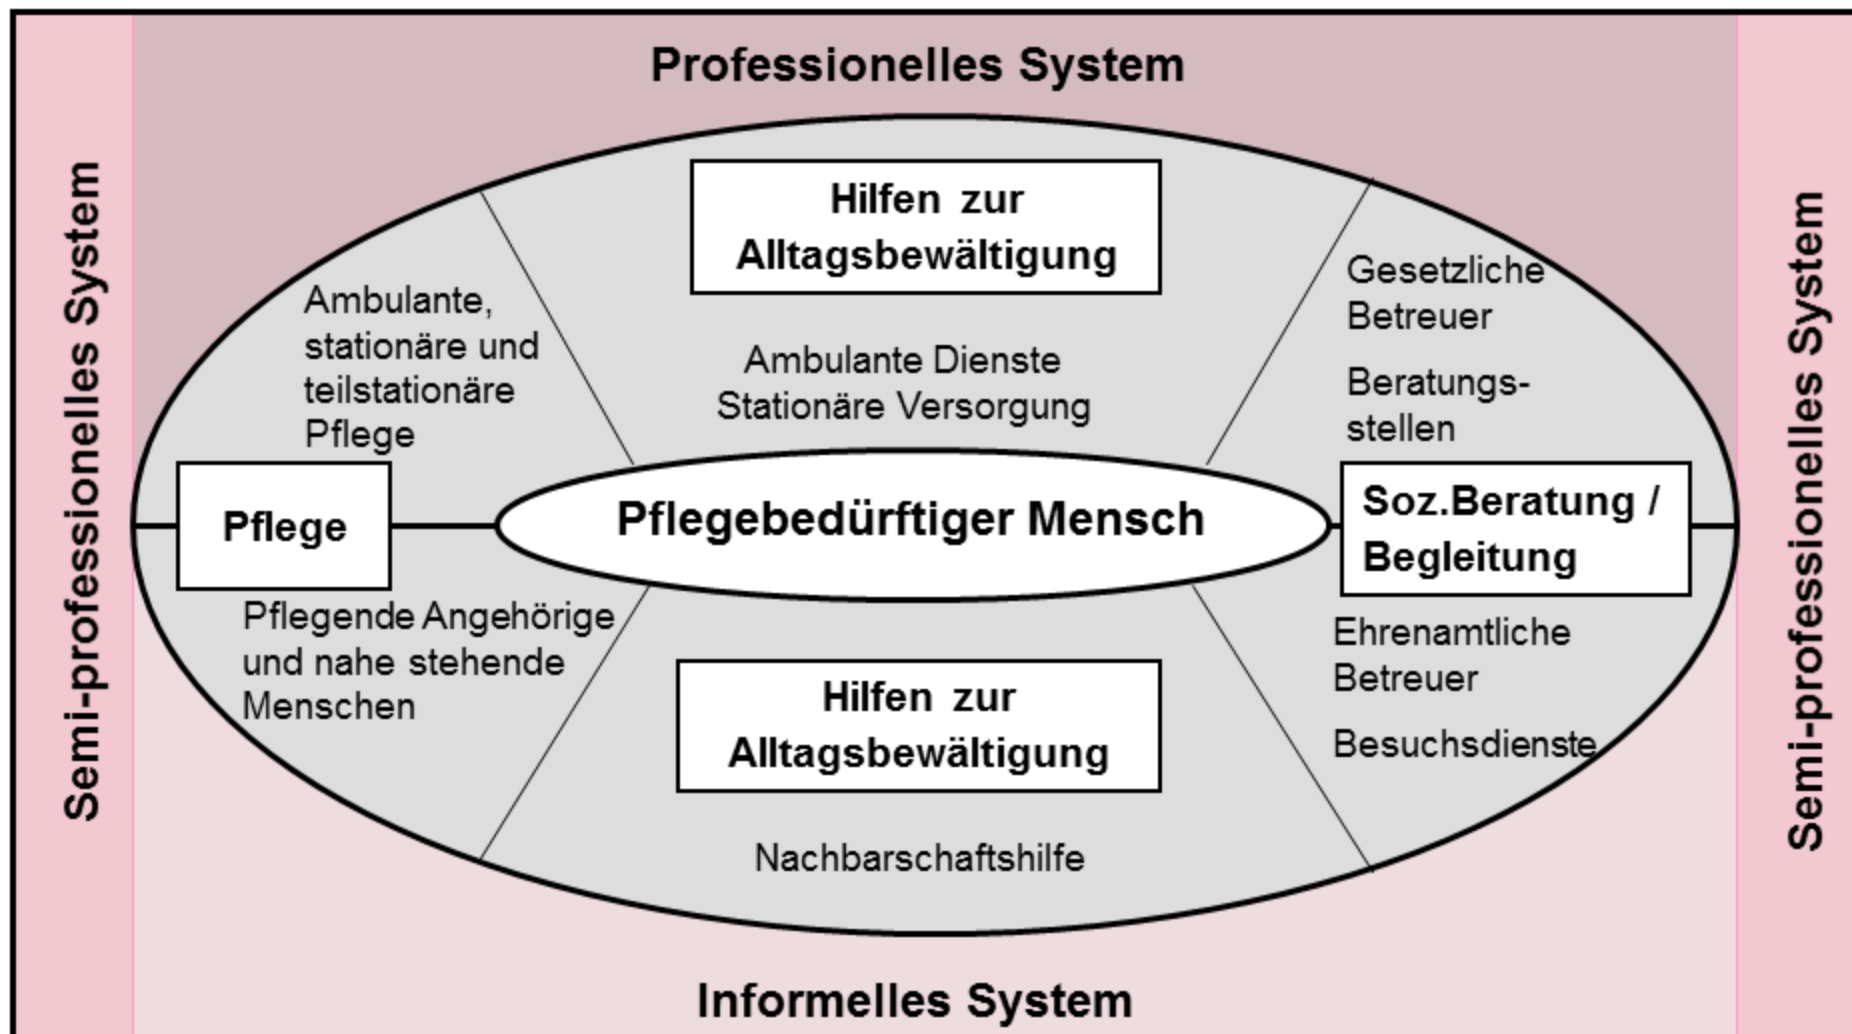 Professionelles System
Semi-professionelles System
Hilfen zur
Alltagsbewältigung
Ambulante,
stationäre und
teilstationäre
Pflege
Ambulante Dienste
Stationäre Versorgung
Gesetzliche
Betreuer
Beratungs-
stellen
Pflege
Pflegebedürftiger Mensch
Soz.Beratung /
Begleitung
Pflegende Angehörige
und nahe stehende
Menschen
Hilfen zur
Alltagsbewältigung
Nachbarschaftshilfe
Ehrenamtliche
Betreuer
Besuchsdienste
Semi-professionelles System
Informelles System